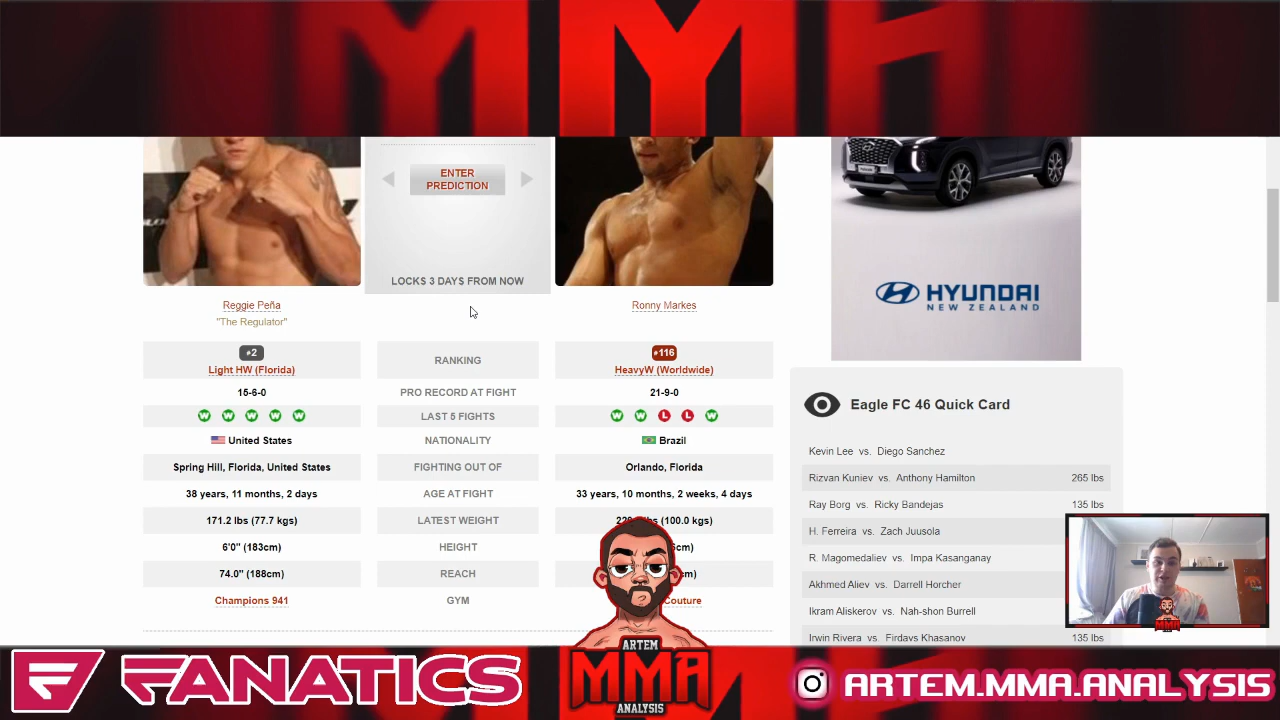 MMA
ENTER
PREDICTION
LOCKS 3 DAYS FROM NOW
Reggie Peña
"The Regulator"
Ronny Markes
#2
Light HW (Florida)
RANKING
#116
HeavyW (Worldwide)
15-6-0
PRO RECORD AT FIGHT
21-9-0
W W W W W
LAST 5 FIGHTS
W W L L W
United States
NATIONALITY
Brazil
Spring Hill, Florida, United States
FIGHTING OUT OF
Orlando, Florida
38 years, 11 months, 2 days
AGE AT FIGHT
33 years, 10 months, 2 weeks, 4 days
171.2 lbs (77.7 kgs)
LATEST WEIGHT
lbs (100.0 kgs)
6'0" (183cm)
HEIGHT
cm)
74.0" (188cm)
REACH
cm)
Champions 941
GYM
Couture
HYUNDAI
NEW ZEALAND
Eagle FC 46 Quick Card
Kevin Lee vs. Diego Sanchez
Rizvan Kuniev vs. Anthony Hamilton 265 lbs
Ray Borg vs. Ricky Bandejas 135 lbs
H. Ferreira vs. Zach Juusola
R. Magomedaliev vs. Impa Kasanganay
Akhmed Aliev vs. Darrell Horcher
Ikram Aliskerov vs. Nah-shon Burrell
Irwin Rivera vs. Firdavs Khasanov 135 lbs
FANATICS
ARTEM
MMA
ANALYSIS
ARTEM.MMA.ANALYSIS